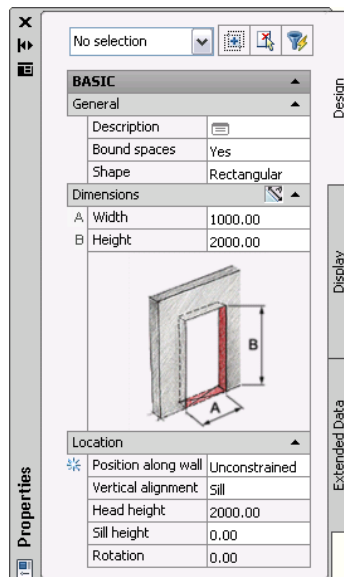 No selection
Design
BASIC
General
Description
Bound spaces Yes
Shape Rectangular
Dimensions
A Width 1000.00
B Height 2000.00
Display
B
A
Extended Data
Location
Position along wall Unconstrained
Vertical alignment Sill
Head height 2000.00
Sill height 0.00
Rotation 0.00
Properties